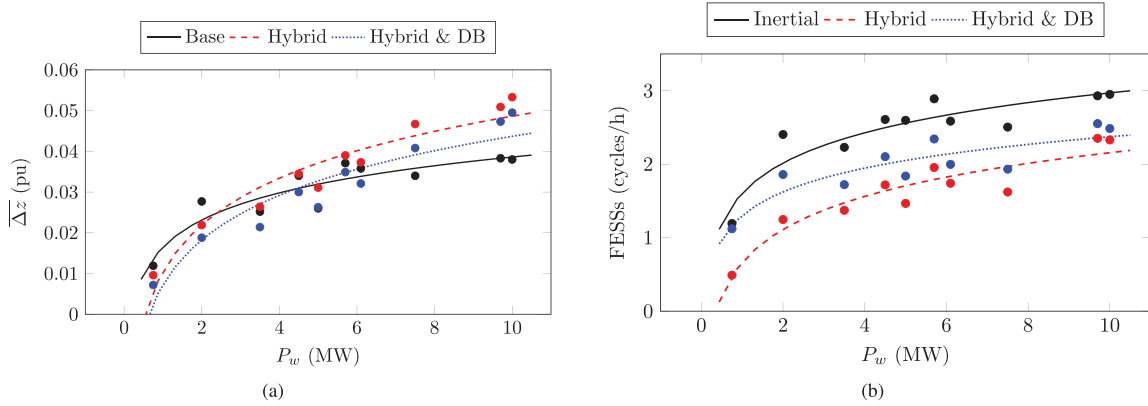 Base Hybrid Hybrid & DB
0.06
0.05
0.04
0.03
0.02
0.01
0
Δz (pu)
0 2 4 6 8 10
P_w (MW)
(a)
Inertial Hybrid Hybrid & DB
3
2
1
0
FESSs (cycles/h)
0 2 4 6 8 10
P_w (MW)
(b)